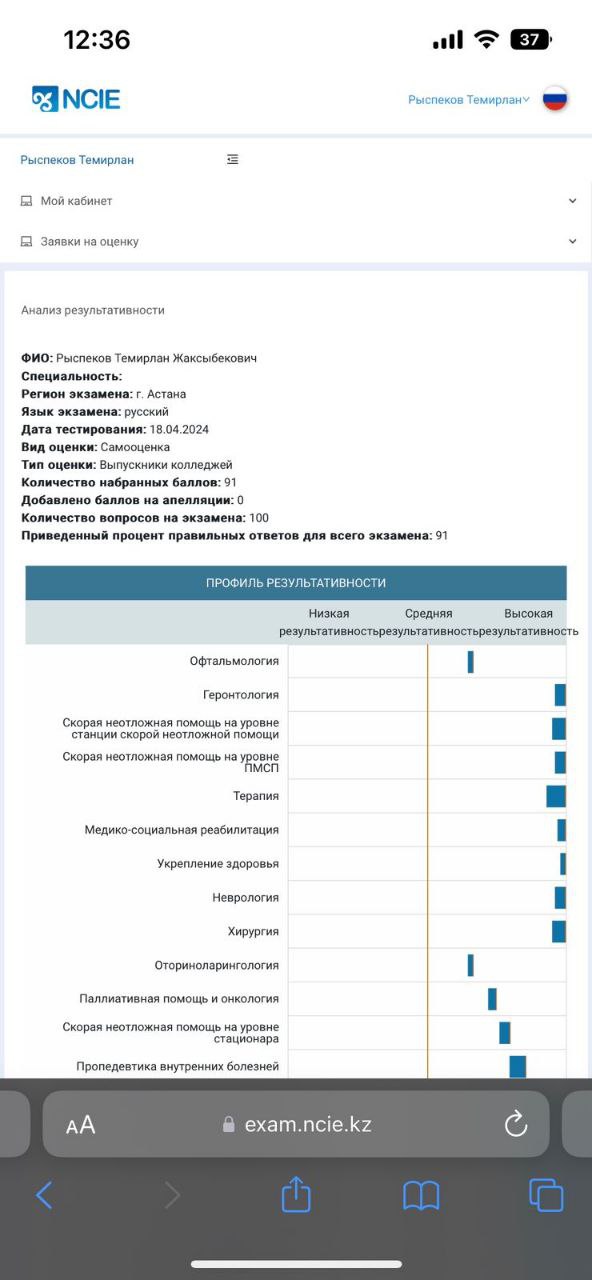 12:36
37
NCIE
Рыспеков Темирлан
Рыспеков Темирлан
Мой кабинет
Заявки на оценку
Анализ результативности
ФИО: Рыспеков Темирлан Жаксыбекович
Специальность:
Регион экзамена: г. Астана
Язык экзамена: русский
Дата тестирования: 18.04.2024
Вид оценки: Самооценка
Тип оценки: Выпускники колледжей
Количество набранных баллов: 91
Добавлено баллов на апелляции: 0
Количество вопросов на экзамена: 100
Приведенный процент правильных ответов для всего экзамена: 91
ПРОФИЛЬ РЕЗУЛЬТАТИВНОСТИ
Низкая Средняя Высокая
результативность результативность результативность
Офтальмология
Геронтология
Скорая неотложная помощь на уровне
станции скорой неотложной помощи
Скорая неотложная помощь на уровне
ПМСП
Терапия
Медико-социальная реабилитация
Укрепление здоровья
Неврология
Хирургия
Оториноларингология
Паллиативная помощь и онкология
Скорая неотложная помощь на уровне
стационара
Пропедевтика внутренних болезней
AA
exam.ncie.kz